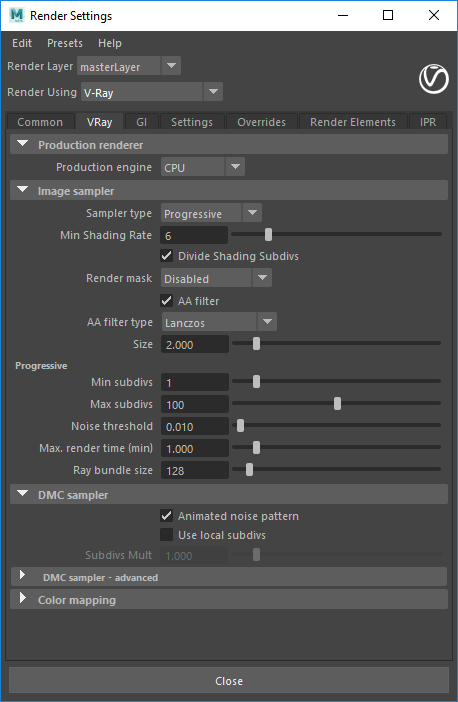 Render Settings
Edit Presets Help
Render Layer masterLayer
Render Using V-Ray
Common VRay GI Settings Overrides Render Elements IPR
Production renderer
Production engine CPU
Image sampler
Sampler type Progressive
Min Shading Rate 6
Divide Shading Subdivs
Render mask Disabled
AA filter
AA filter type Lanczos
Size 2.000
Progressive
Min subdivs 1
Max subdivs 100
Noise threshold 0.010
Max. render time (min) 1.000
Ray bundle size 128
DMC sampler
Animated noise pattern
Use local subdivs
Subdivs Mult 1.000
DMC sampler - advanced
Color mapping
Close